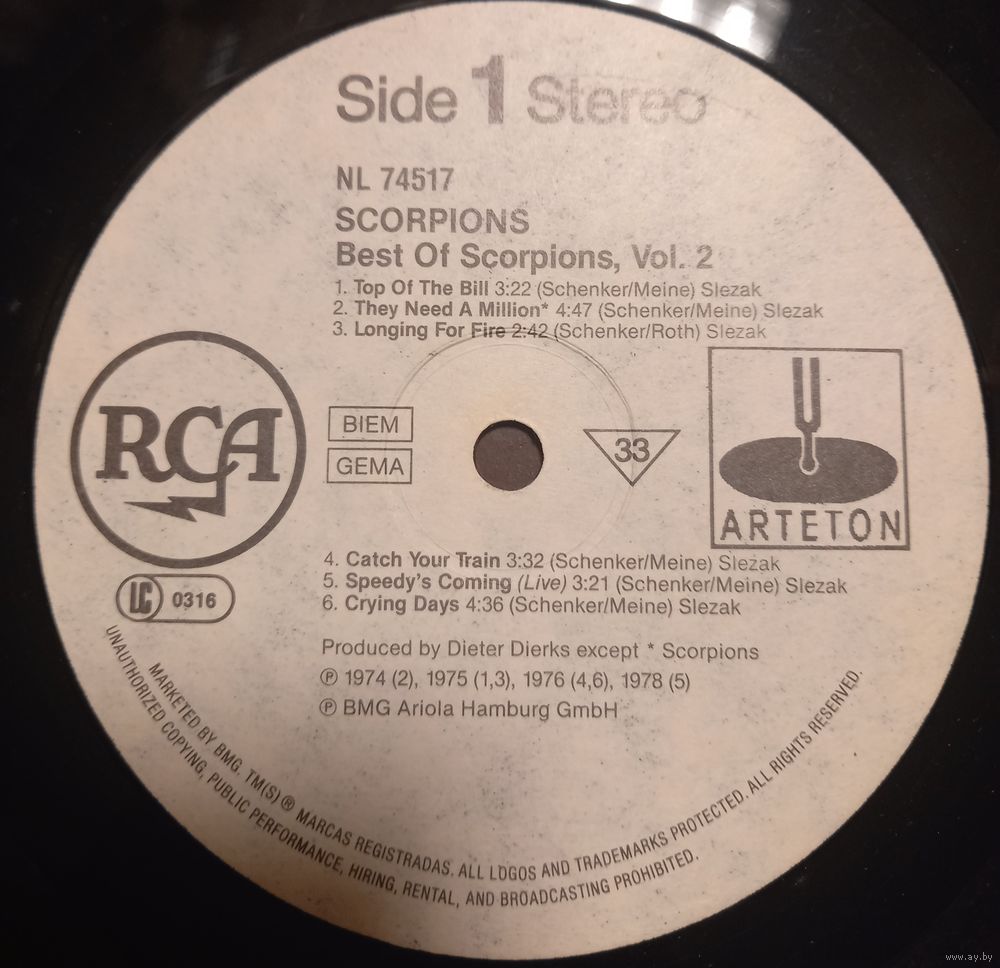 Side 1 Stereo
NL 74517
SCORPIONS
Best Of Scorpions, Vol. 2
1. Top Of The Bill 3:22 (Schenker/Meine) Slezak
2. They Need A Million* 4:47 (Schenker/Meine) Slezak
3. Longing For Fire 2:42 (Schenker/Roth) Slezak
RCA
BIEM
GEMA
33
ARTETON
4. Catch Your Train 3:32 (Schenker/Meine) Slezak
5. Speedy's Coming (Live) 3:21 (Schenker/Meine) Slezak
6. Crying Days 4:36 (Schenker/Meine) Slezak
LC 0316
Produced by Dieter Dierks except * Scorpions
℗ 1974 (2), 1975 (1,3), 1976 (4,6), 1978 (5)
℗ BMG Ariola Hamburg GmbH
MARKETED BY BMG. TM(S) ® MARCAS REGISTRADAS. ALL LOGOS AND TRADEMARKS PROTECTED. ALL RIGHTS RESERVED.
UNAUTHORIZED COPYING, PUBLIC PERFORMANCE, HIRING, RENTAL, AND BROADCASTING PROHIBITED.
www.ay.by